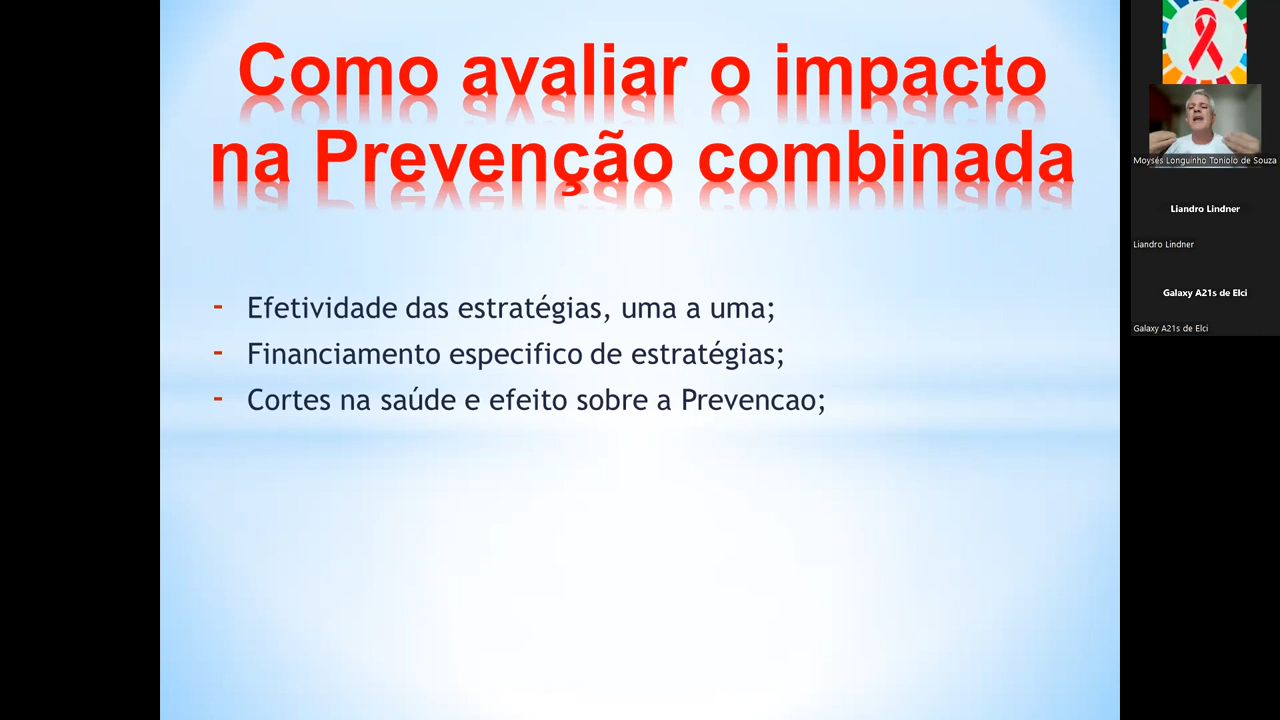 Como avaliar o impacto
na Prevenção combinada
- Efetividade das estratégias, uma a uma;
- Financiamento especifico de estratégias;
- Cortes na saúde e efeito sobre a Prevencao;
Moysés Longuinho Toniolo de Souza
Liandro Lindner
Liandro Lindner
Galaxy A21s de Elci
Galaxy A21s de Elci